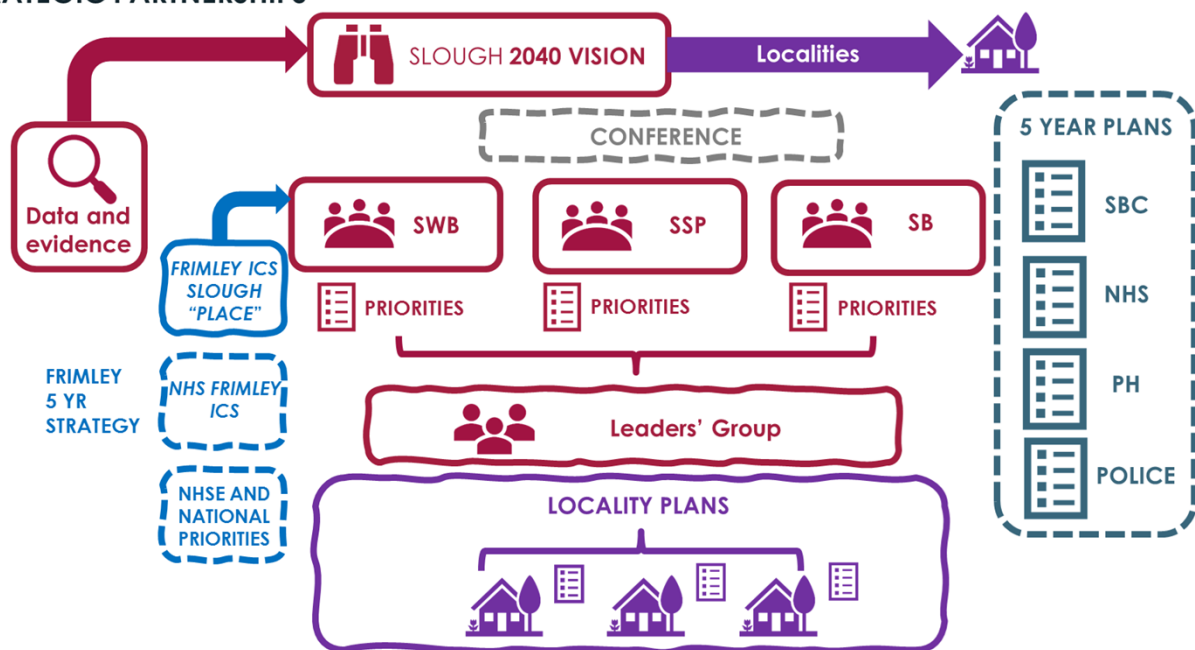 SLOUGH 2040 VISION
Localities
CONFERENCE
5 YEAR PLANS
Data and
evidence
SWB
SSP
SB
SBC
FRIMLEY ICS
SLOUGH
“PLACE”
PRIORITIES
PRIORITIES
PRIORITIES
NHS
FRIMLEY
5 YR
STRATEGY
NHS FRIMLEY
ICS
PH
Leaders’ Group
POLICE
NHSE AND
NATIONAL
PRIORITIES
LOCALITY PLANS